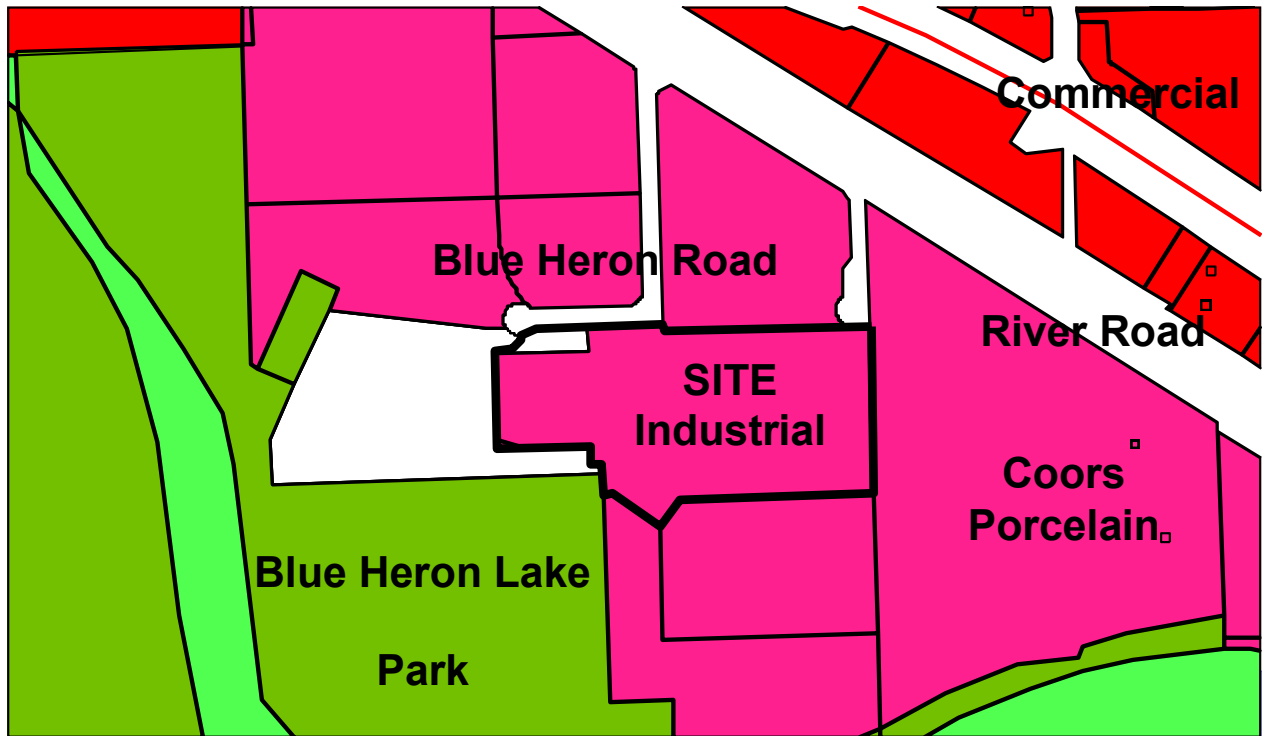 Commercial
Blue Heron Road
River Road
SITE
Industrial
Coors
Porcelain
Blue Heron Lake
Park